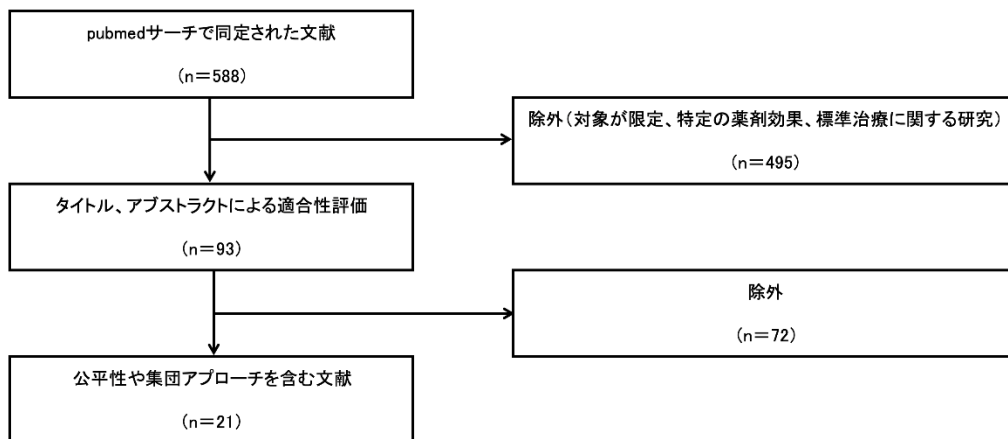 pubmedサーチで同定された文献
(n=588)
除外(対象が限定、特定の薬剤効果、標準治療に関する研究)
(n=495)
タイトル、アブストラクトによる適合性評価
(n=93)
除外
(n=72)
公平性や集団アプローチを含む文献
(n=21)